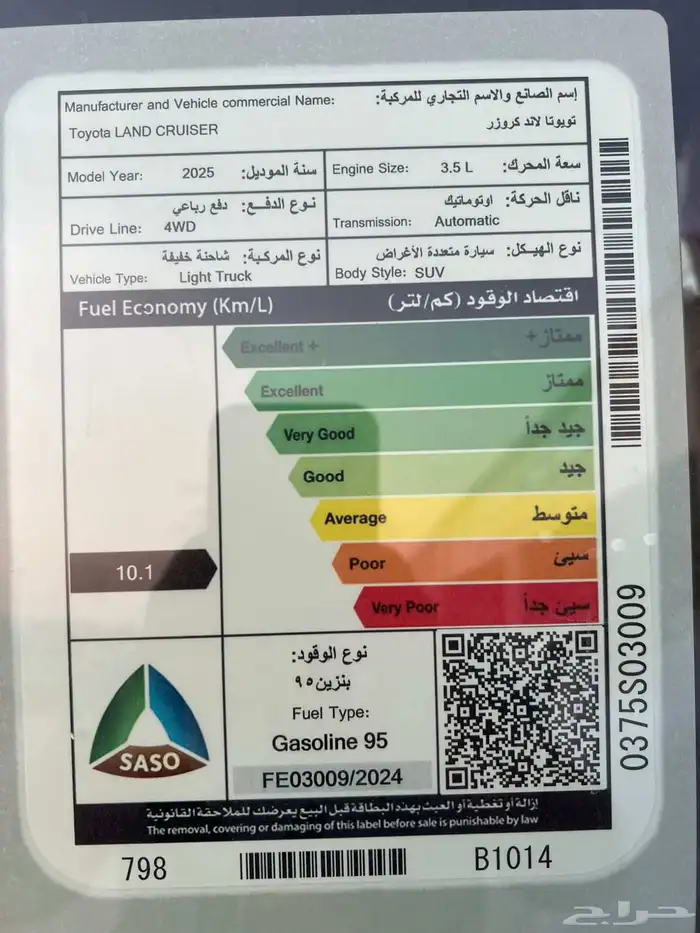 Manufacturer and Vehicle commercial Name: إسم الصانع والاسم التجاري للمركبة:
Toyota LAND CRUISER تويوتا لاند كروزر
Model Year: 2025 سنة الموديل:
Engine Size: 3.5 L سعة المحرك:
نوع الدفـع: دفع رباعي
Drive Line: 4WD
ناقل الحركة: اوتوماتيك
Transmission: Automatic
نوع المركبة: شاحنة خفيفة
Vehicle Type: Light Truck
نوع الهيكل: سيارة متعددة الأغراض
Body Style: SUV
Fuel Economy (Km/L) اقتصاد الوقود (كم/لتر)
Excellent + ممتاز+
Excellent ممتاز
Very Good جيد جداً
Good جيد
Average متوسط
Poor سيئ
Very Poor سيئ جداً
10.1
SASO
نوع الوقود:
بنزين ٩٥
Fuel Type:
Gasoline 95
FE03009/2024
إزالة أو تغطية أو العبث بهذه البطاقة قبل البيع يعرضك للملاحقة القانونية
The removal, covering or damaging of this label before sale is punishable by law
798
B1014
0375S03009
حراج